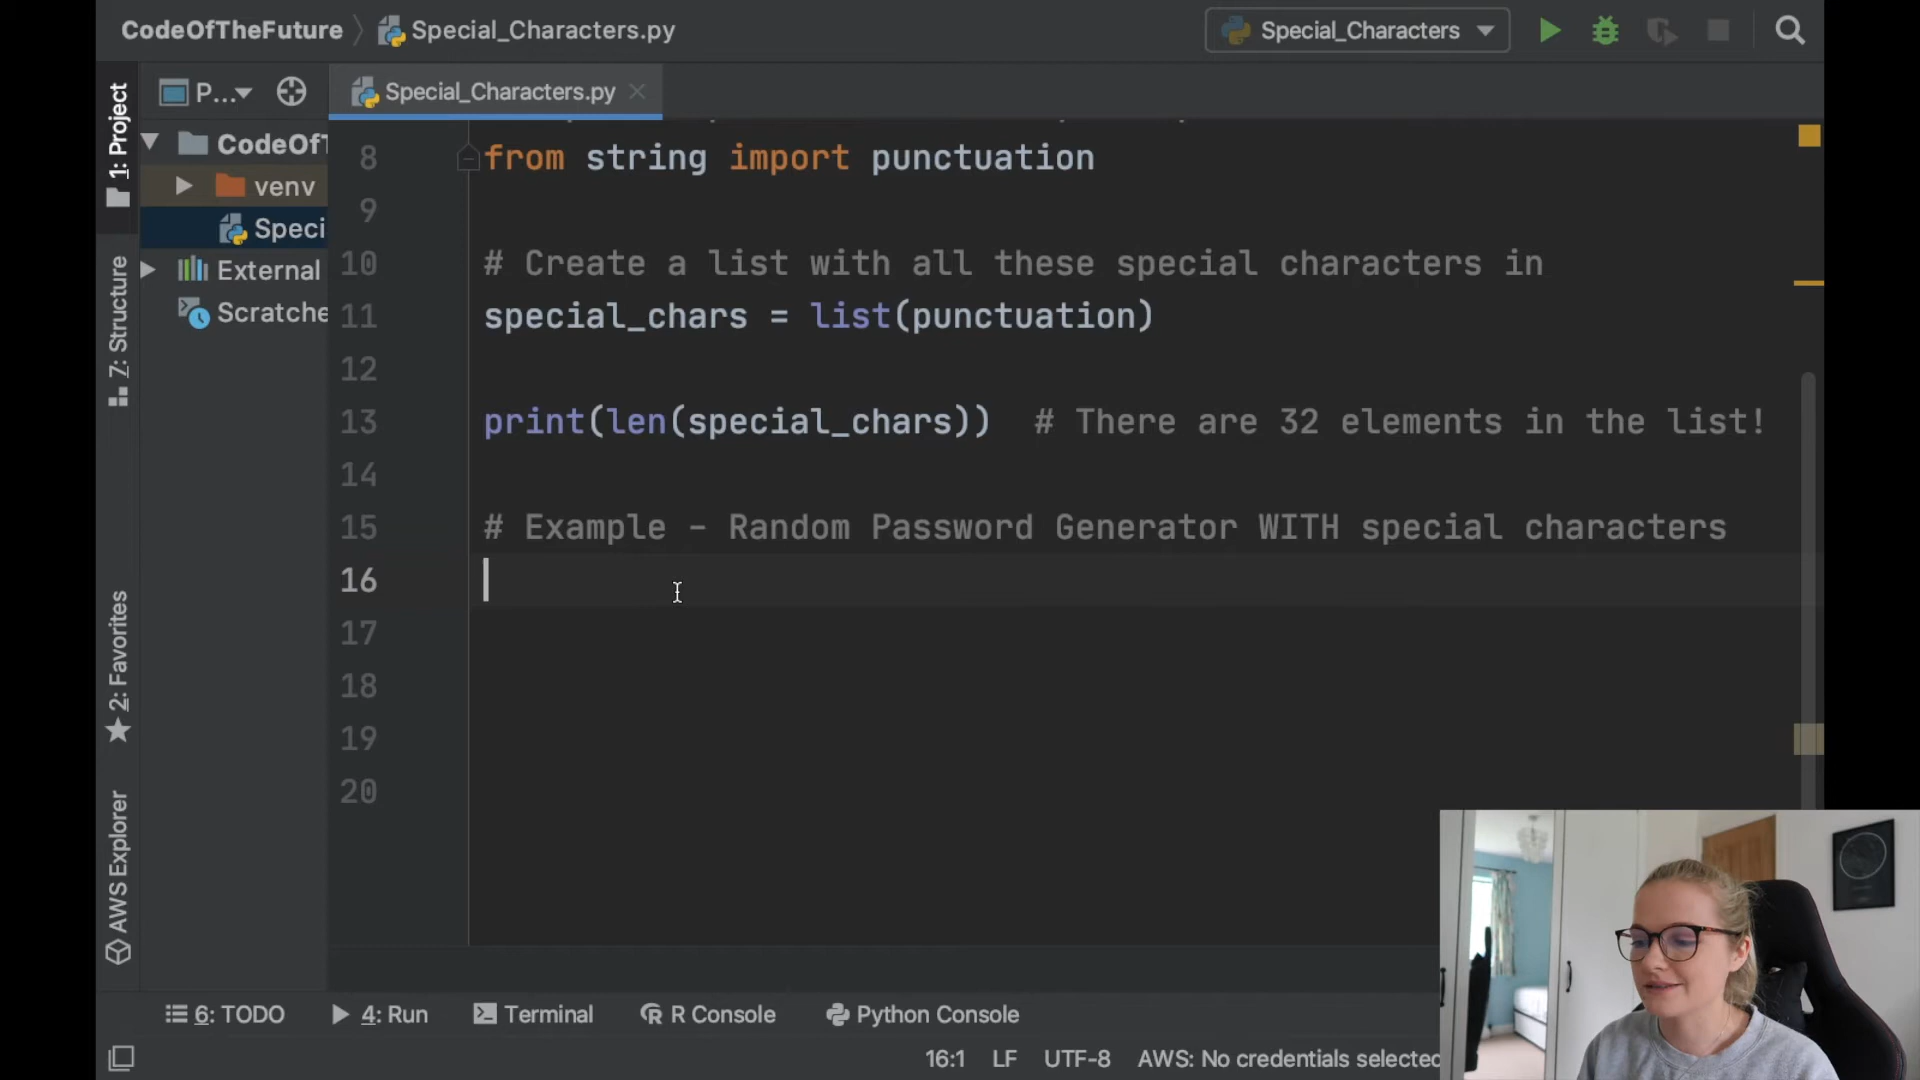 CodeOfTheFuture
Special_Characters.py
Special_Characters
1: Project
P...
Special_Characters.py
CodeOfT
venv
Speci
External
Scratche
Z: Structure
2: Favorites
AWS Explorer
8 from string import punctuation
9
10 # Create a list with all these special characters in
11 special_chars = list(punctuation)
12
13 print(len(special_chars))  # There are 32 elements in the list!
14
15 # Example - Random Password Generator WITH special characters
16
17
18
19
20
6: TODO
4: Run
Terminal
R Console
Python Console
16:1
LF
UTF-8
AWS: No credentials selected